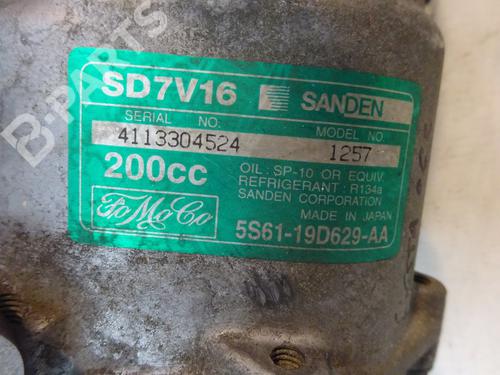 B-PARTS
SD7V16 SANDEN
SERIAL NO. MODEL NO
4113304524 1257
200cc
OIL: SP-10 OR EQUIV.
REFRIGERANT: R134a
SANDEN CORPORATION
MADE IN JAPAN
FoMoCo
5S61-19D629-AA